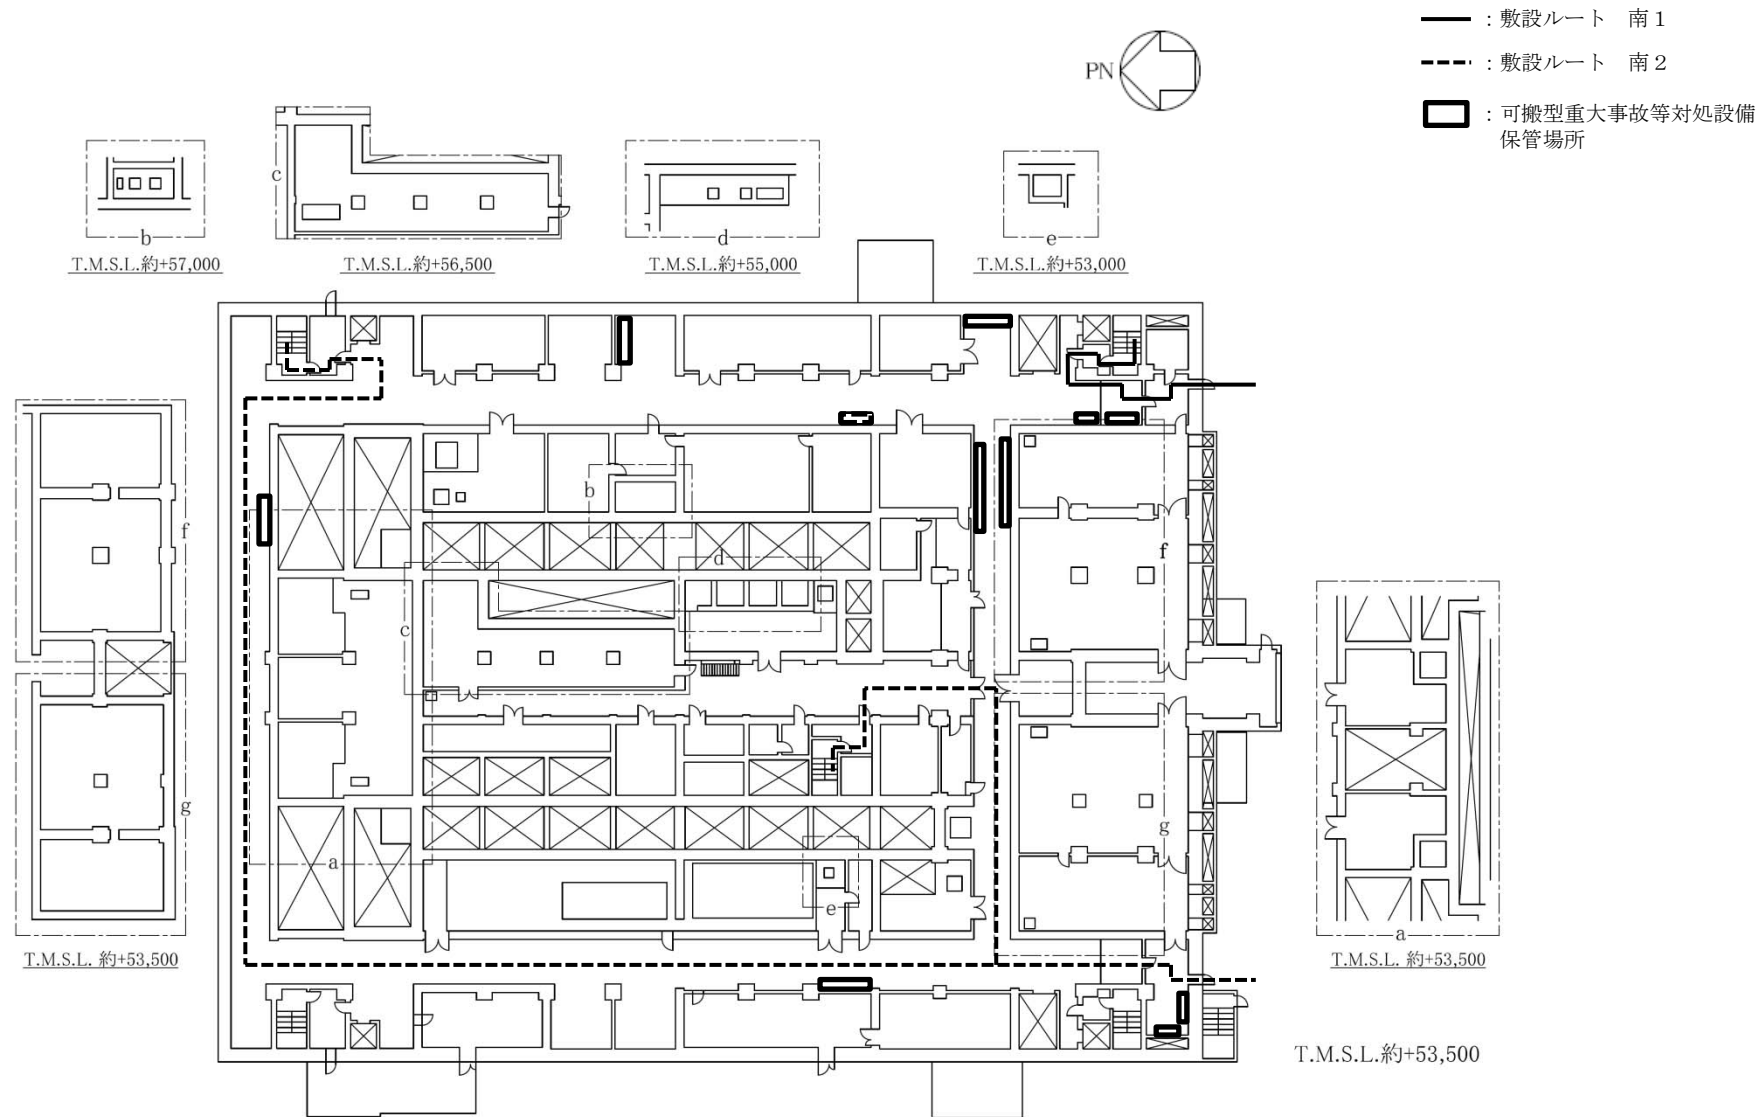 ：敷設ルート　南１
：敷設ルート　南２
：可搬型重大事故等対処設備
保管場所
PN
c
b
d
e
T.M.S.L.約+57,000
T.M.S.L.約+56,500
T.M.S.L.約+55,000
T.M.S.L.約+53,000
b
f
f
d
c
g
g
a
e
a
T.M.S.L. 約+53,500
T.M.S.L. 約+53,500
T.M.S.L.約+53,500